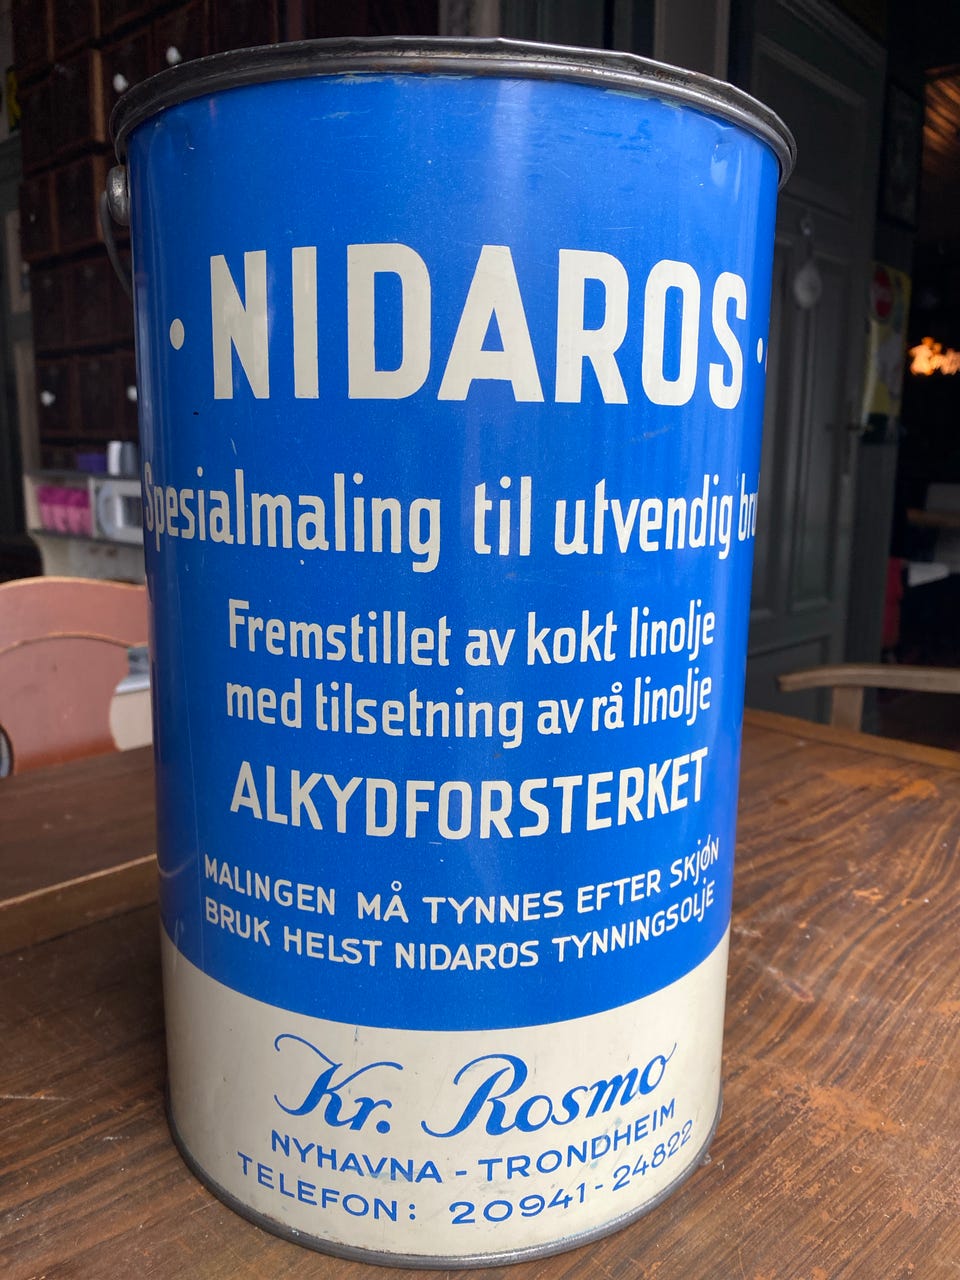 · NIDAROS ·
Spesialmaling til utvendig
Fremstillet av kokt linolje
med tilsetning av rå linolje
ALKYDFORSTERKET
MALINGEN MÅ TYNNES EFTER SKJØN
BRUK HELST NIDAROS TYNNINGSOLJE
Kr. Rosmo
NYHAVNA - TRONDHEIM
TELEFON: 20941 - 24822